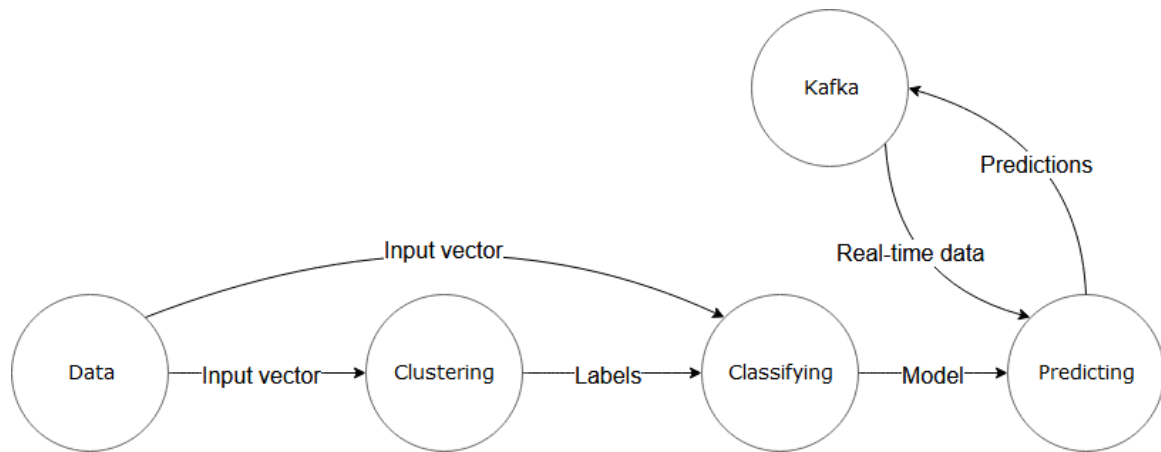 Kafka
Predictions
Input vector
Real-time data
Data
Input vector
Clustering
Labels
Classifying
Model
Predicting